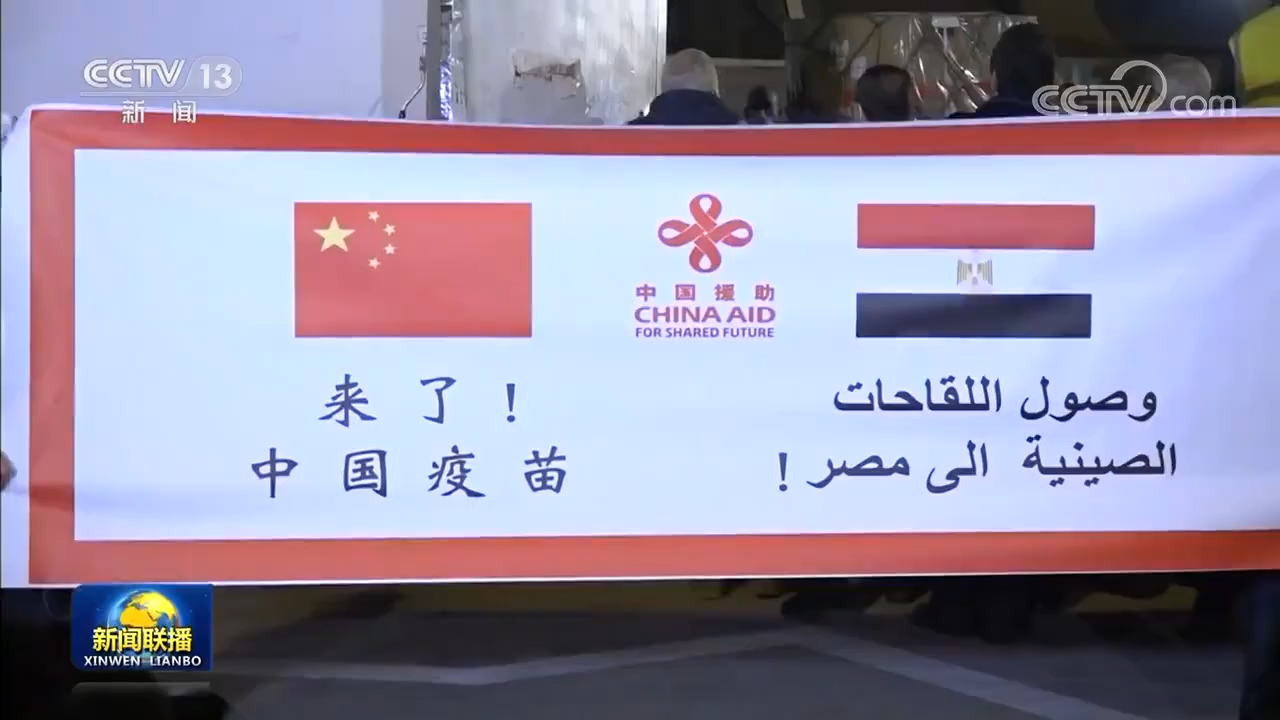 CCTV 13
新闻
CCTV.com
中国援助
CHINA AID
FOR SHARED FUTURE
来了!
中国疫苗
وصول اللقاحات
الصينية الى مصر!
新闻联播
XINWEN LIANBO